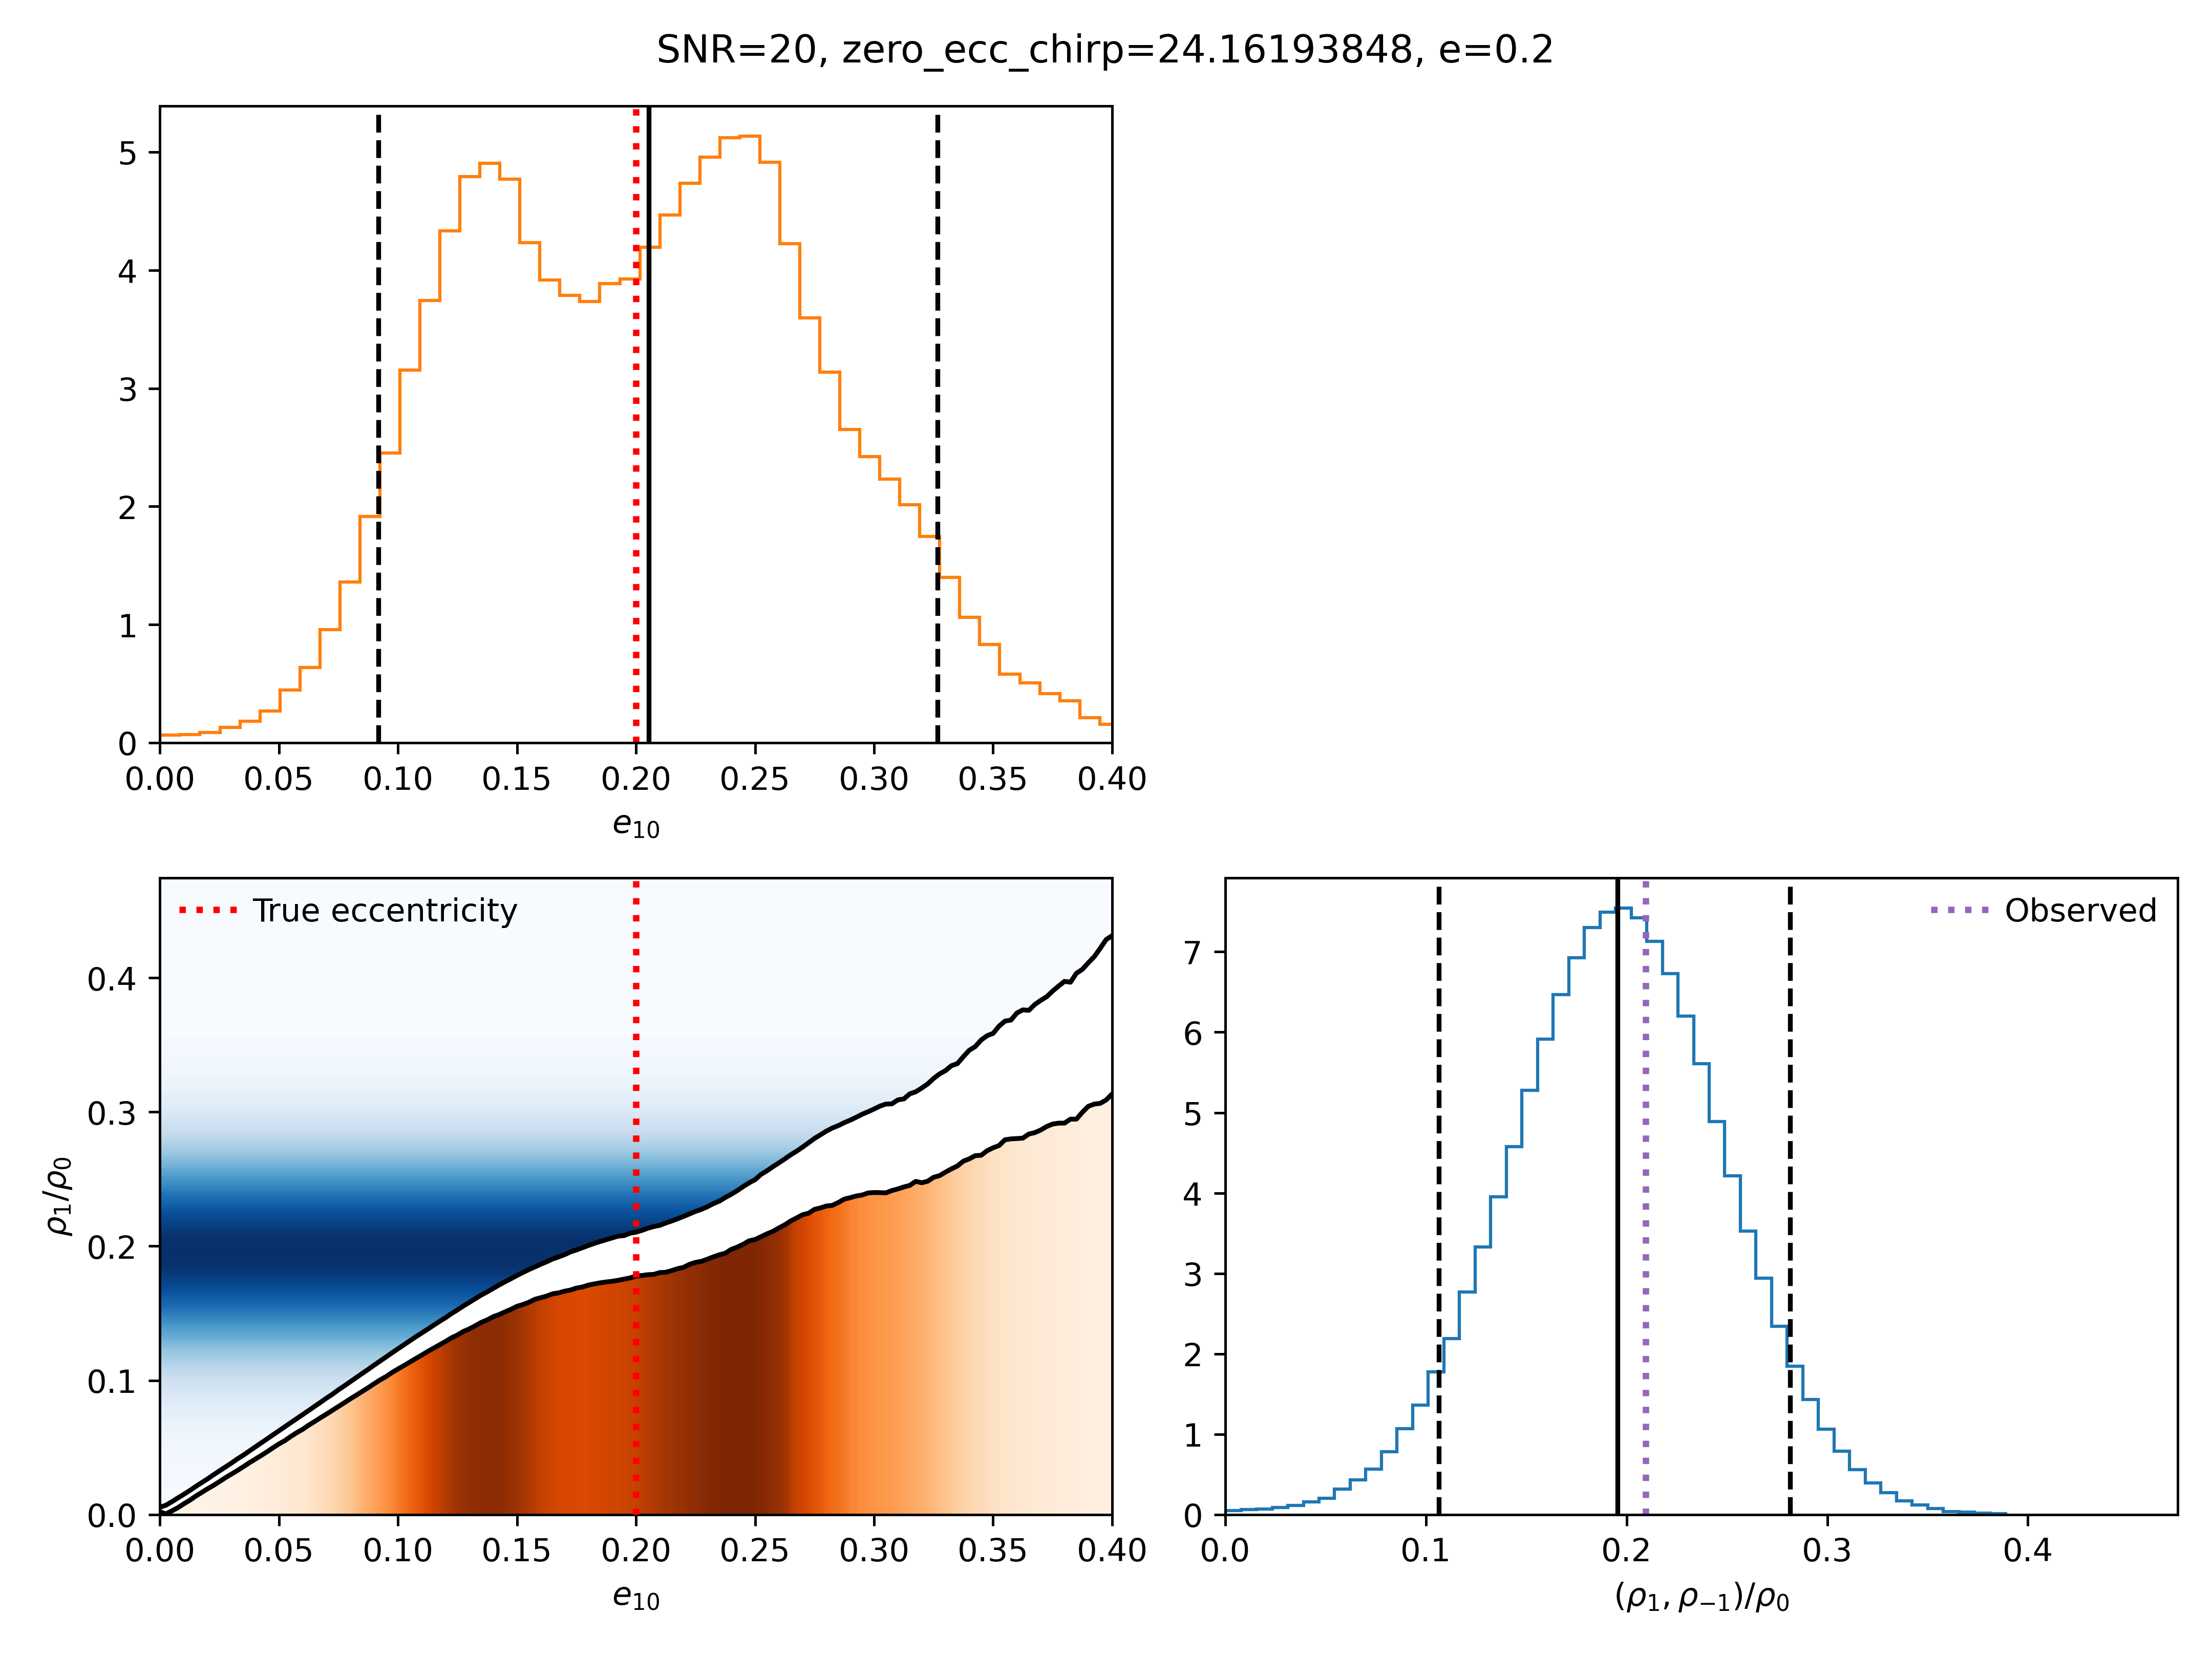 SNR=20, zero_ecc_chirp=24.16193848, e=0.2
5
4
3
2
1
0
0.00 0.05 0.10 0.15 0.20 0.25 0.30 0.35 0.40
e₁₀
True eccentricity
ρ₁/ρ₀
0.4
0.3
0.2
0.1
0.0
0.00 0.05 0.10 0.15 0.20 0.25 0.30 0.35 0.40
e₁₀
Observed
7
6
5
4
3
2
1
0
0.0 0.1 0.2 0.3 0.4
(ρ₁, ρ₋₁)/ρ₀